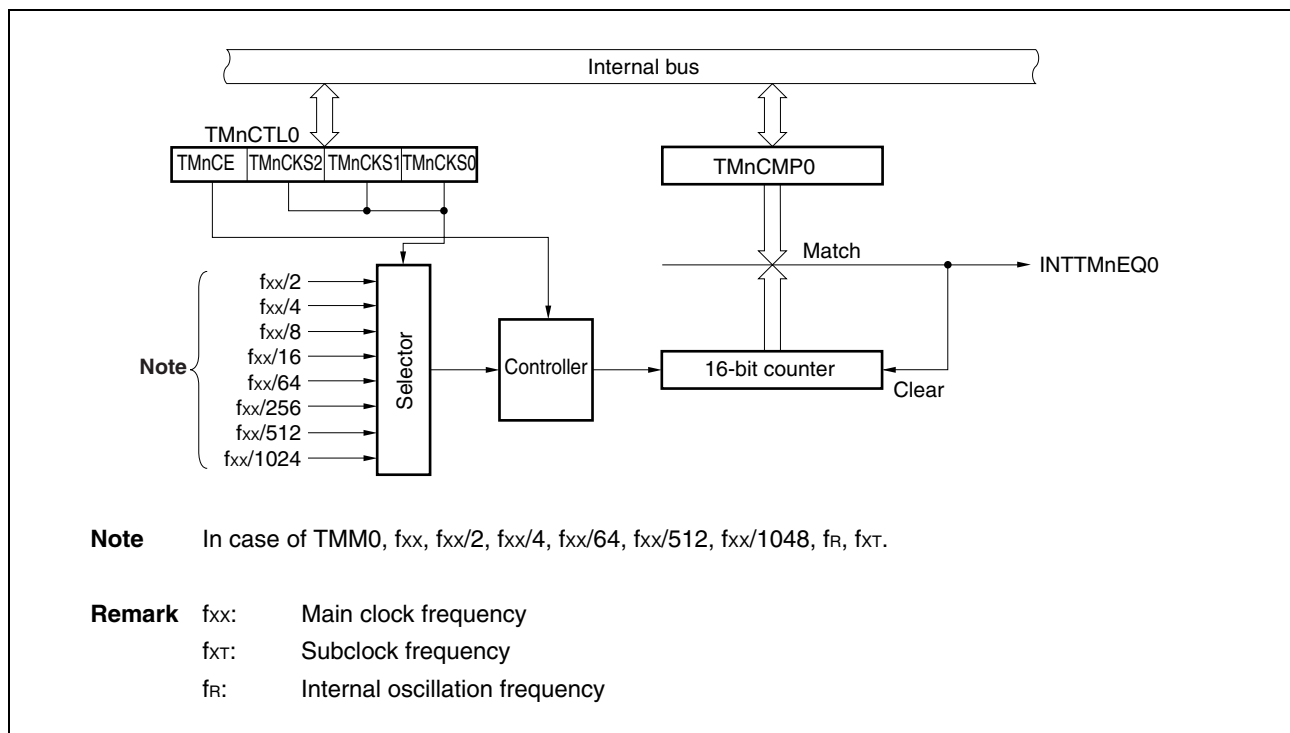 Internal bus
TMnCTL0
TMnCE TMnCKS2 TMnCKS1 TMnCKS0
TMnCMP0
Match
INTTMnEQ0
Note
fxx/2
fxx/4
fxx/8
fxx/16
fxx/64
fxx/256
fxx/512
fxx/1024
Selector
Controller
16-bit counter
Clear
Note In case of TMM0, fxx, fxx/2, fxx/4, fxx/64, fxx/512, fxx/1048, fR, fXT.
Remark fxx: Main clock frequency
fXT: Subclock frequency
fR: Internal oscillation frequency